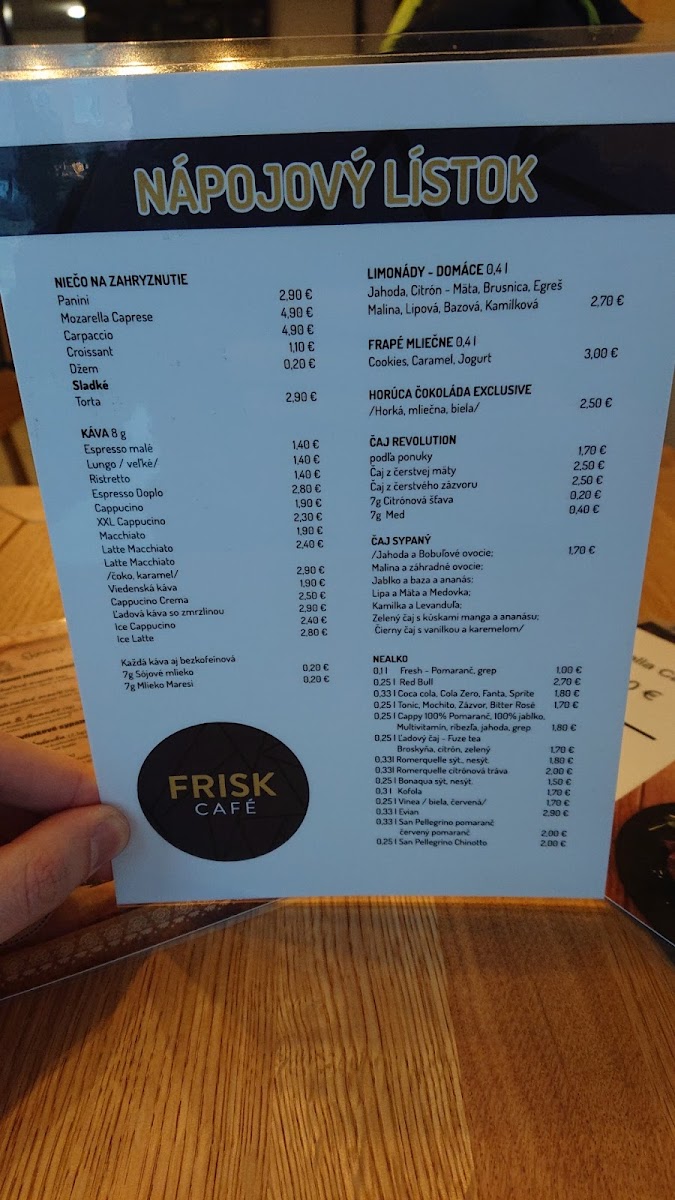 NÁPOJOVÝ LÍSTOK
NIEČO NA ZAHRYZNUTIE
Panini 2,90 €
Mozarella Caprese 4,90 €
Carpaccio 4,90 €
Croissant 1,10 €
Džem 0,20 €
Sladké
Torta 2,90 €
KÁVA 8 g
Espresso malé 1,40 €
Lungo / veľké/ 1,40 €
Ristretto 1,40 €
Espresso Doplo 2,80 €
Cappucino 1,90 €
XXL Cappucino 2,30 €
Macchiato 1,90 €
Latte Macchiato 2,40 €
Latte Macchiato
/čoko, karamel/ 2,90 €
Viedenská káva 1,90 €
Cappucino Crema 2,50 €
Ľadová káva so zmrzlinou 2,90 €
Ice Cappucino 2,40 €
Ice Latte 2,80 €
Každá káva aj bezkofeínová
7g Sójové mlieko 0,20 €
7g Mlieko Maresi 0,20 €
FRISK
CAFÉ
LIMONÁDY - DOMÁCE 0,4 l
Jahoda, Citrón - Mäta, Brusnica, Egreš
Malina, Lipová, Bazová, Kamilková 2,70 €
FRAPÉ MLIEČNE 0,4 l
Cookies, Caramel, Jogurt 3,00 €
HORÚCA ČOKOLÁDA EXCLUSIVE
/Horká, mliečna, biela/ 2,50 €
ČAJ REVOLUTION
podľa ponuky 1,70 €
Čaj z čerstvej mäty 2,50 €
Čaj z čerstvého zázvoru 2,50 €
7g Citrónová šťava 0,20 €
7g Med 0,40 €
ČAJ SYPANÝ
/Jahoda a Bobuľové ovocie; 1,70 €
Malina a záhradné ovocie;
Jablko a baza a ananás;
Lipa a Mäta a Medovka;
Kamilka a Levanduľa;
Zelený čaj s kúskami manga a ananásu;
Čierny čaj s vanilkou a karemelom/
NEALKO
0,1 l Fresh - Pomaranč, grep 1,00 €
0,25 l Red Bull 2,70 €
0,33 l Coca cola, Cola Zero, Fanta, Sprite 1,80 €
0,25 l Tonic, Mochito, Zázvor, Bitter Rosé 1,70 €
0,25 l Cappy 100% Pomaranč, 100% jablko,
Multivitamín, ríbezľa, jahoda, grep 1,80 €
0,25 l Ľadový čaj - Fuze tea
Broskyňa, citrón, zelený 1,70 €
0,33l Romerquelle sýt., nesýt. 1,80 €
0,33l Romerquelle citrónová tráva 2,00 €
0,25 l Bonaqua sýt, nesýt. 1,50 €
0,3 l Kofola 1,70 €
0,25 l Vinea / biela, červená/ 1,70 €
0,33 l Evian 2,90 €
0,33 l San Pellegrino pomaranč
červený pomaranč 2,00 €
0,25 l San Pellegrino Chinotto 2,00 €